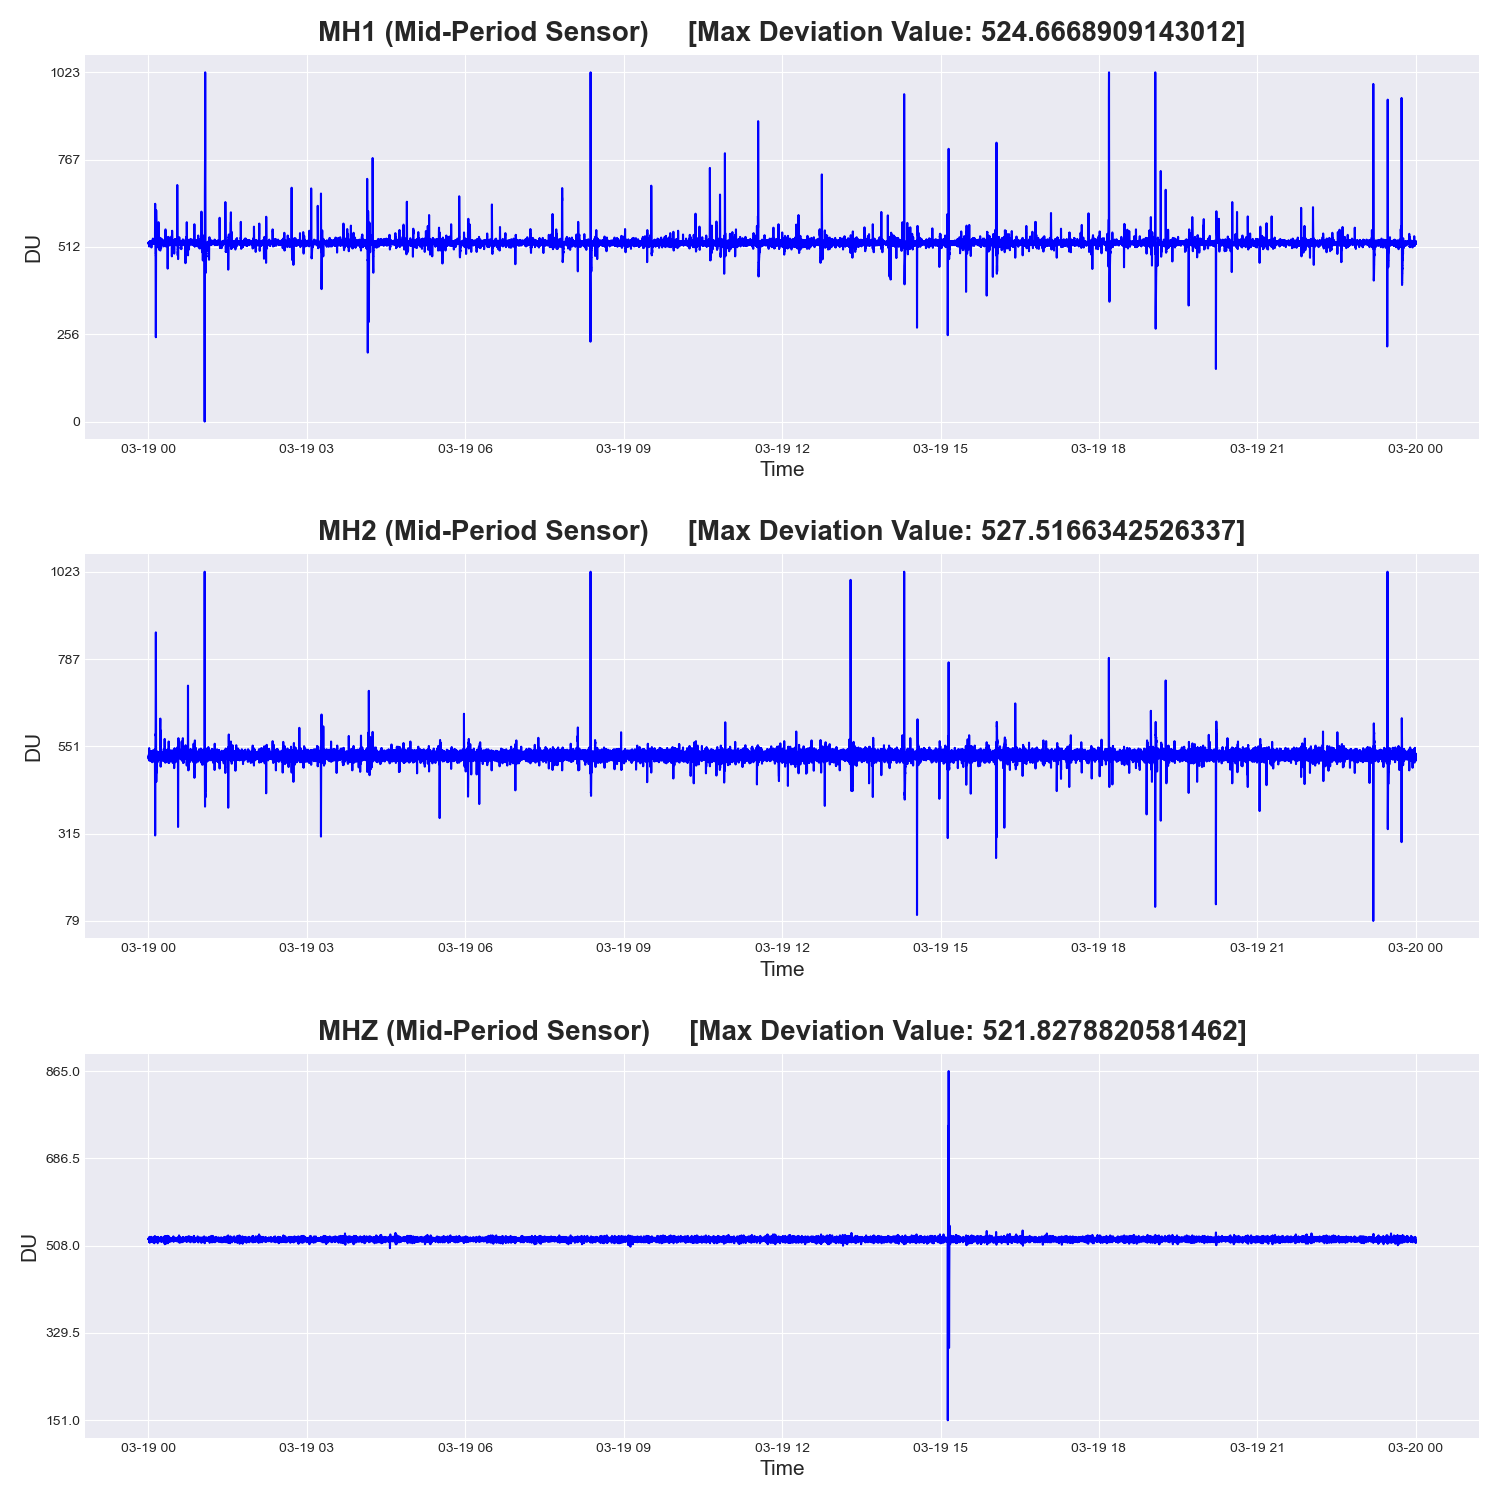 MH1 (Mid-Period Sensor) [Max Deviation Value: 524.6668909143012]
1023
767
512
256
0
DU
03-19 00 03-19 03 03-19 06 03-19 09 03-19 12 03-19 15 03-19 18 03-19 21 03-20 00
Time
MH2 (Mid-Period Sensor) [Max Deviation Value: 527.5166342526337]
1023
787
551
315
79
DU
03-19 00 03-19 03 03-19 06 03-19 09 03-19 12 03-19 15 03-19 18 03-19 21 03-20 00
Time
MHZ (Mid-Period Sensor) [Max Deviation Value: 521.8278820581462]
865.0
686.5
508.0
329.5
151.0
DU
03-19 00 03-19 03 03-19 06 03-19 09 03-19 12 03-19 15 03-19 18 03-19 21 03-20 00
Time